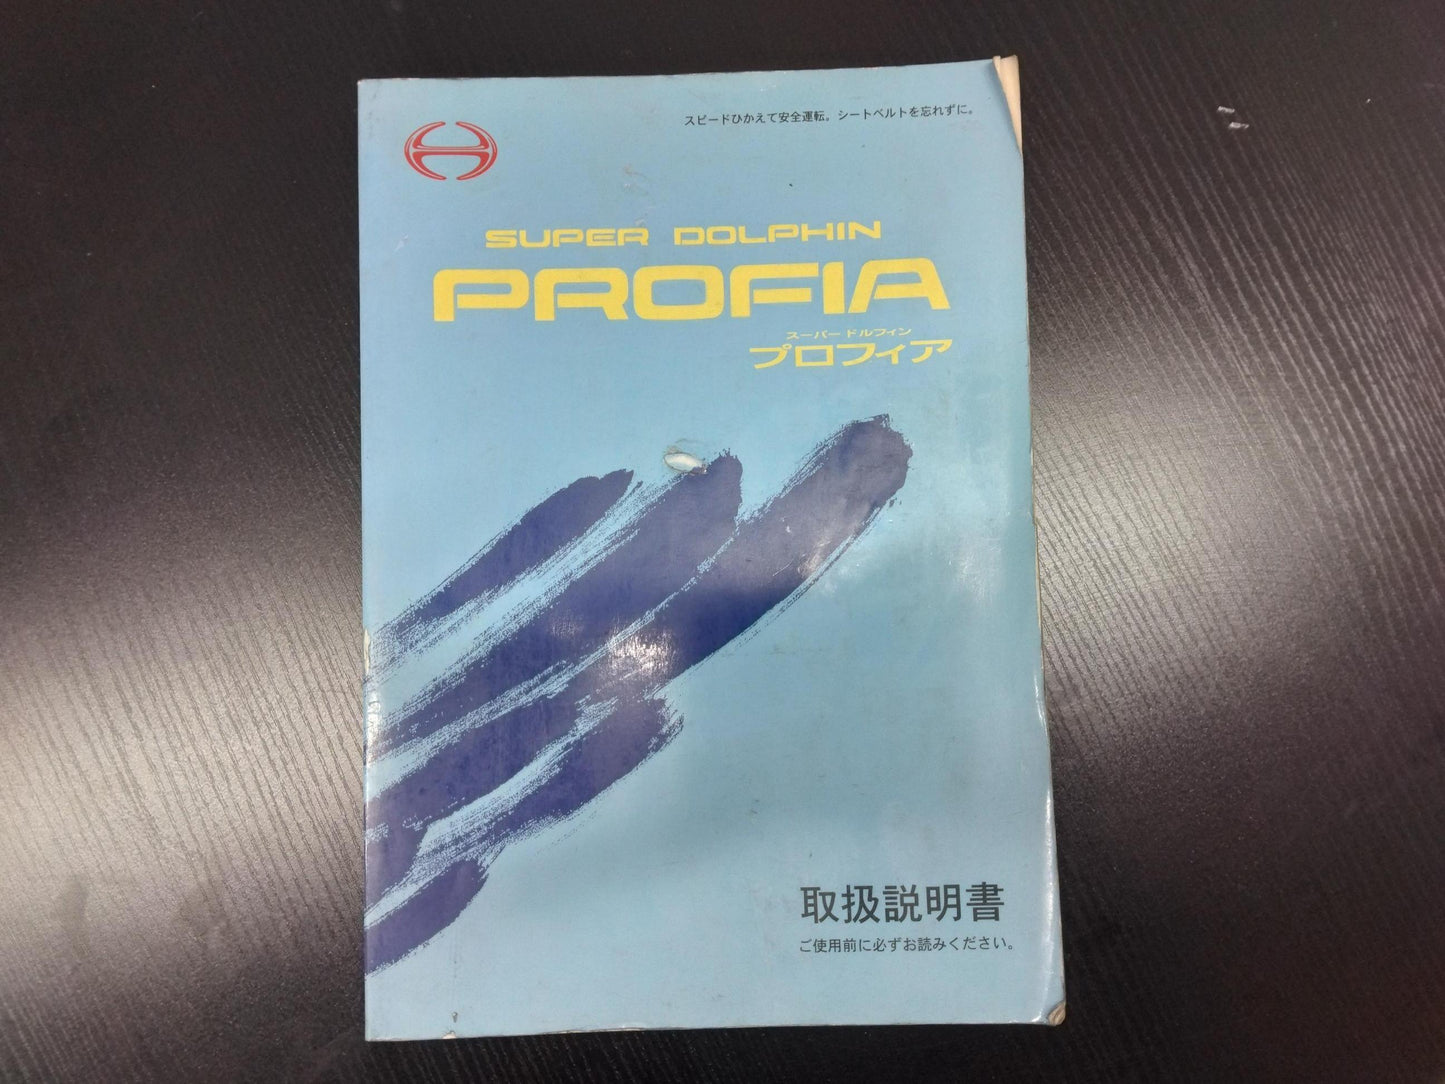 スピードひかえて安全運転。シートベルトを忘れずに。
SUPER DOLPHIN
PROFIA
スーパードルフィン
プロフィア
取扱説明書
ご使用前に必ずお読みください。